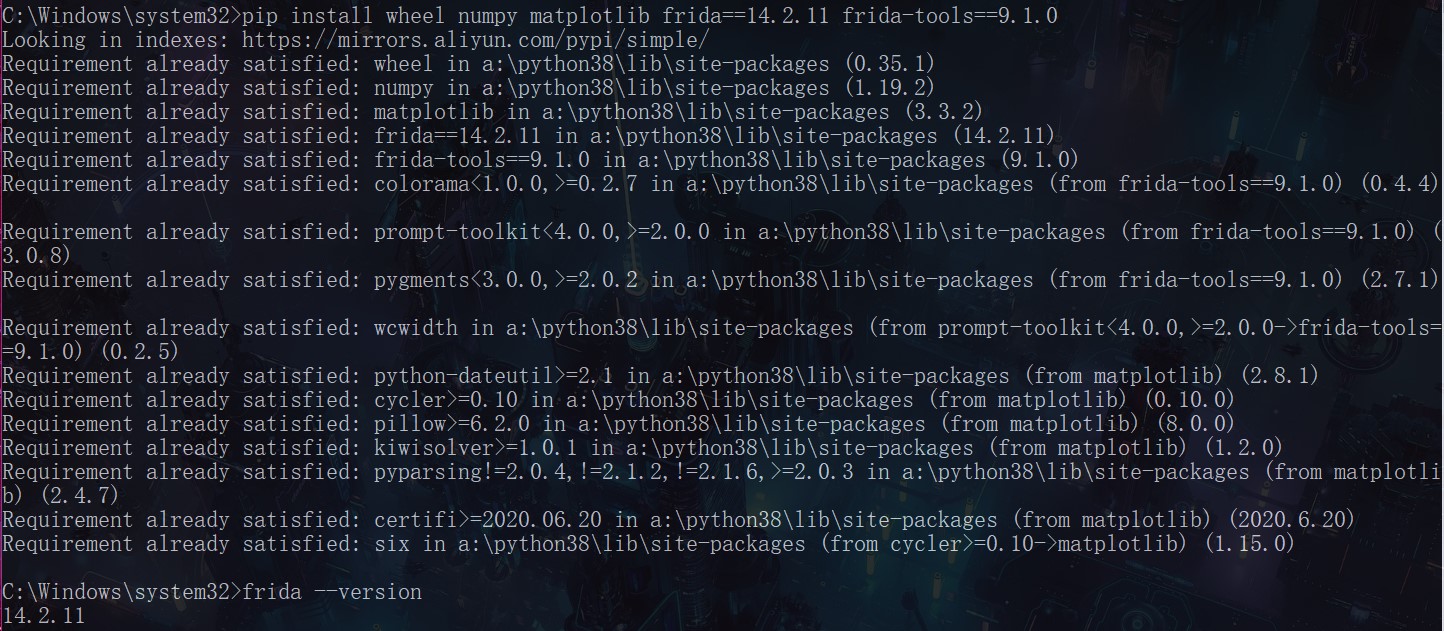 C:\Windows\system32>pip install wheel numpy matplotlib frida==14.2.11 frida-tools==9.1.0
Looking in indexes: https://mirrors.aliyun.com/pypi/simple/
Requirement already satisfied: wheel in a:\python38\lib\site-packages (0.35.1)
Requirement already satisfied: numpy in a:\python38\lib\site-packages (1.19.2)
Requirement already satisfied: matplotlib in a:\python38\lib\site-packages (3.3.2)
Requirement already satisfied: frida==14.2.11 in a:\python38\lib\site-packages (14.2.11)
Requirement already satisfied: frida-tools==9.1.0 in a:\python38\lib\site-packages (9.1.0)
Requirement already satisfied: colorama<1.0.0,>=0.2.7 in a:\python38\lib\site-packages (from frida-tools==9.1.0) (0.4.4)
Requirement already satisfied: prompt-toolkit<4.0.0,>=2.0.0 in a:\python38\lib\site-packages (from frida-tools==9.1.0) (
3.0.8)
Requirement already satisfied: pygments<3.0.0,>=2.0.2 in a:\python38\lib\site-packages (from frida-tools==9.1.0) (2.7.1)
Requirement already satisfied: wcwidth in a:\python38\lib\site-packages (from prompt-toolkit<4.0.0,>=2.0.0->frida-tools=
=9.1.0) (0.2.5)
Requirement already satisfied: python-dateutil>=2.1 in a:\python38\lib\site-packages (from matplotlib) (2.8.1)
Requirement already satisfied: cycler>=0.10 in a:\python38\lib\site-packages (from matplotlib) (0.10.0)
Requirement already satisfied: pillow>=6.2.0 in a:\python38\lib\site-packages (from matplotlib) (8.0.0)
Requirement already satisfied: kiwisolver>=1.0.1 in a:\python38\lib\site-packages (from matplotlib) (1.2.0)
Requirement already satisfied: pyparsing!=2.0.4,!=2.1.2,!=2.1.6,>=2.0.3 in a:\python38\lib\site-packages (from matplotli
b) (2.4.7)
Requirement already satisfied: certifi>=2020.06.20 in a:\python38\lib\site-packages (from matplotlib) (2020.6.20)
Requirement already satisfied: six in a:\python38\lib\site-packages (from cycler>=0.10->matplotlib) (1.15.0)
C:\Windows\system32>frida --version
14.2.11